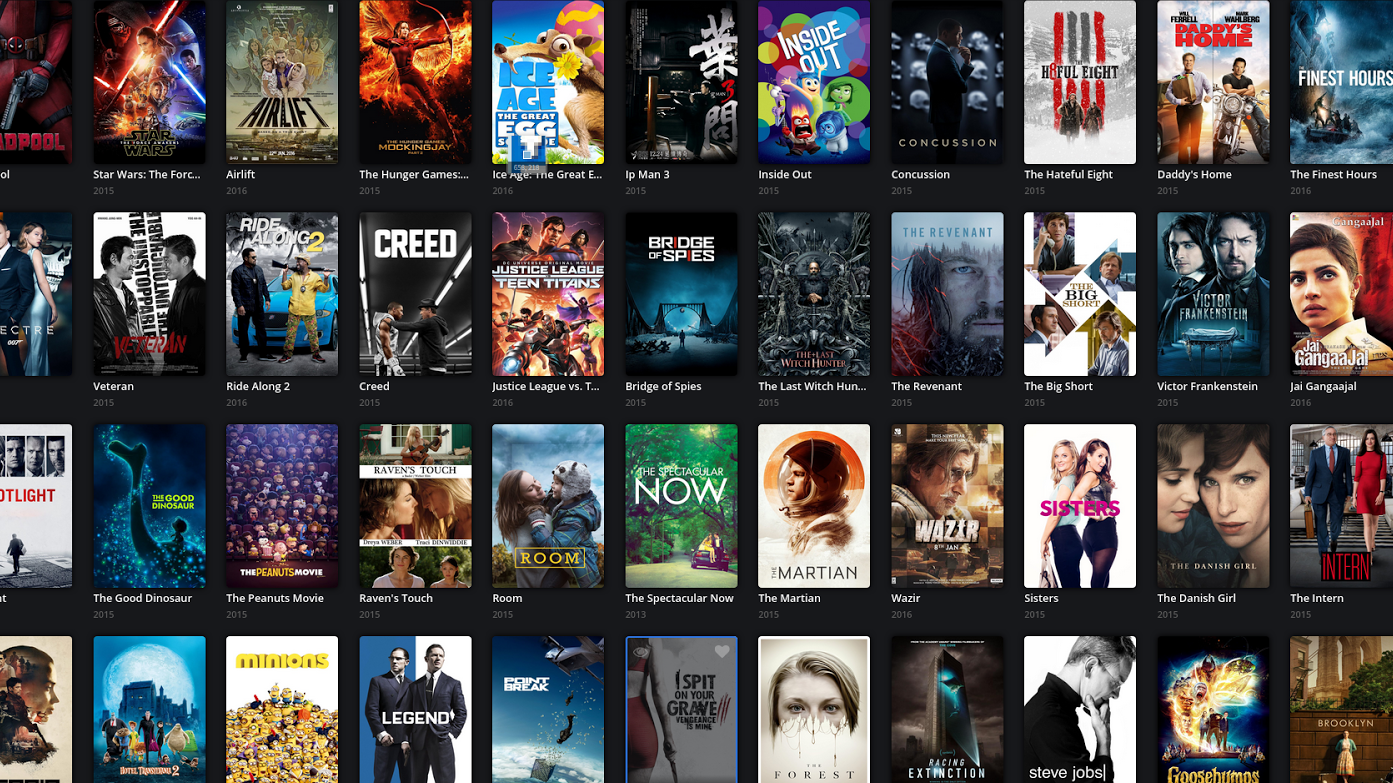 ADPOOL
STAR
THE FORCE AWAKENS
WARS
AIRLIFT
THE HUNGER GAMES
MOCKINGJAY
PART 2
ICE
AGE
THE GREAT
EGG
葉
問
3
INSIDE
OUT
CONCUSSION
THE
H8FUL EIGHT
WILL
FERRELL
MARK
WAHLBERG
DADDY'S
HOME
THE
FINEST HOURS
ol
Star Wars: The Forc...
Airlift
The Hunger Games:...
Ice Age: The Great E...
Ip Man 3
Inside Out
Concussion
The Hateful Eight
Daddy's Home
The Finest Hours
2015
2016
2015
2016
2015
2015
2015
2015
2015
2016
ECTRE
007
VETERAN
RIDE
ALONG 2
CREED
DC UNIVERSE ORIGINAL MOVIE
JUSTICE LEAGUE
TEEN TITANS
BRIDGE
OF SPIES
THE LAST
WITCH HUNTER
THE REVENANT
THE
BIG
SHORT
VICTOR
FRANKENSTEIN
GangaaJal
Jai
GangaaJal
Veteran
Ride Along 2
Creed
Justice League vs. T...
Bridge of Spies
The Last Witch Hun...
The Revenant
The Big Short
Victor Frankenstein
Jai Gangaajal
2015
2016
2015
2016
2015
2015
2015
2015
2015
2016
OTLIGHT
THE GOOD
DINOSAUR
THE PEANUTS MOVIE
RAVEN'S TOUCH
Dreya WEBER
Traci DINWIDDIE
ROOM
THE SPECTACULAR
NOW
THE
MARTIAN
WAZIR
8TH JAN
SISTERS
THE DANISH GIRL
INTERN
ht
The Good Dinosaur
The Peanuts Movie
Raven's Touch
Room
The Spectacular Now
The Martian
Wazir
Sisters
The Danish Girl
The Intern
2015
2015
2015
2015
2013
2015
2016
2015
2015
2015
HOTEL TRANSYLVANIA 2
MINIONS
LEGEND
POINT
BREAK
I SPIT
ON YOUR
GRAVE
VENGEANCE
IS MINE
THE
FOREST
RACING
EXTINCTION
steve jobs
Goosebumps
BROOKLYN